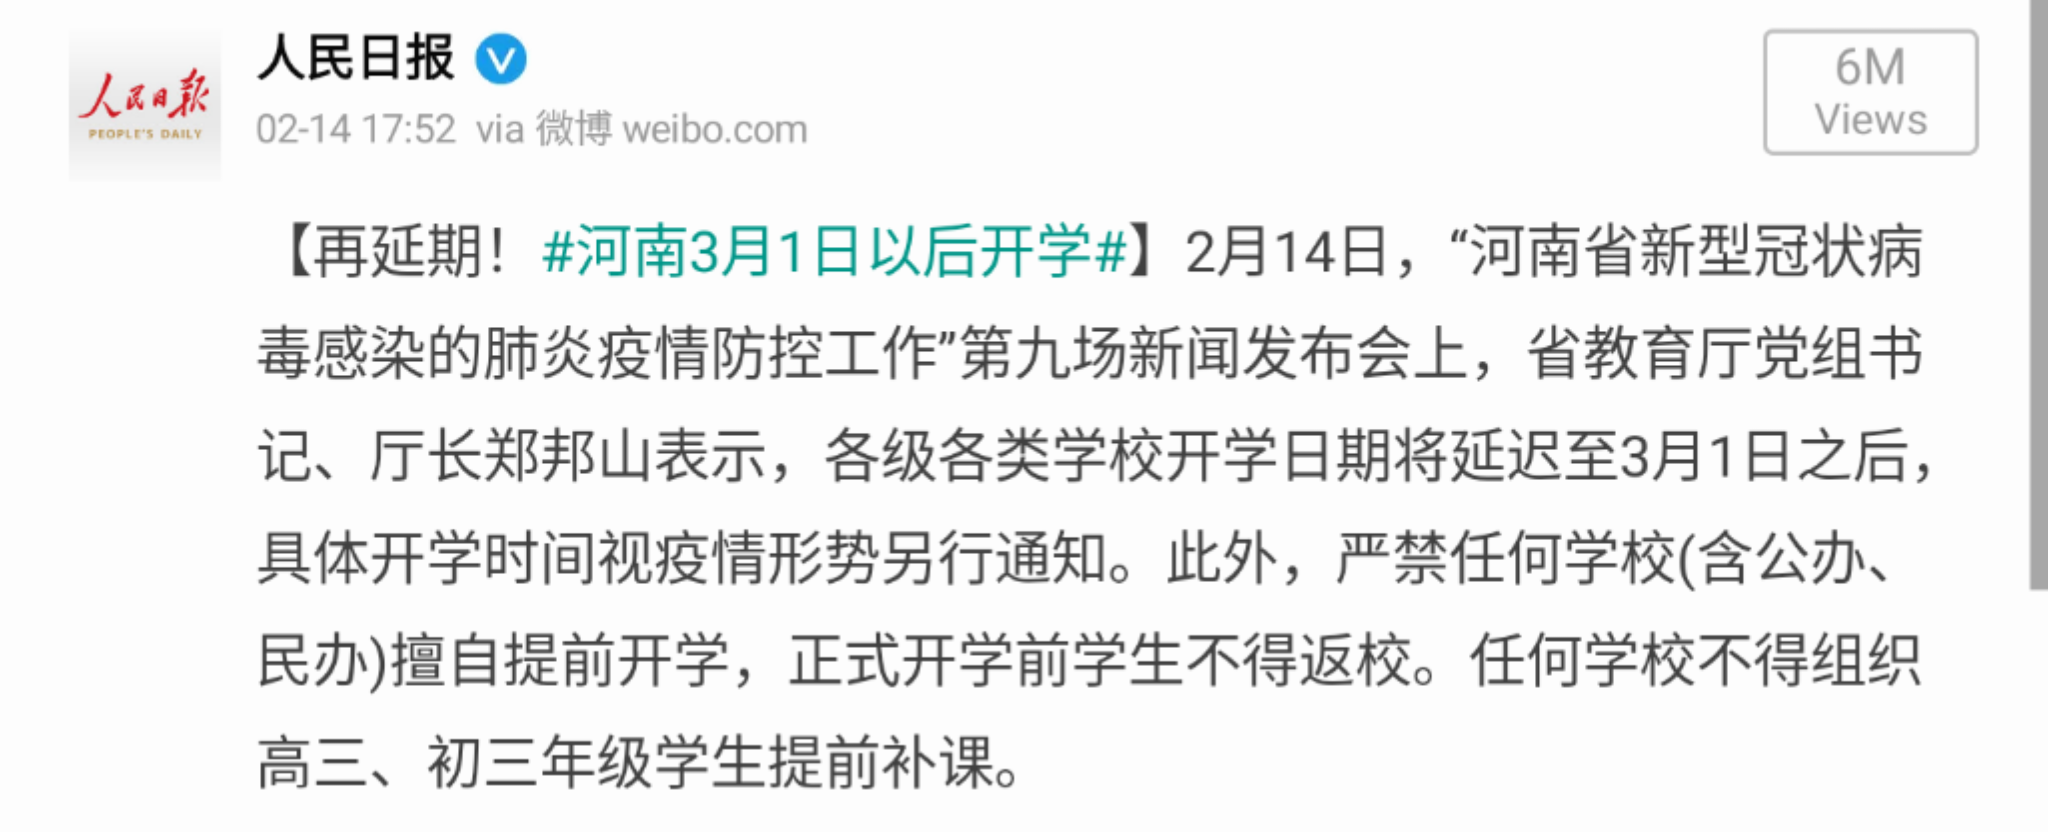 人民日報
PEOPLE'S DAILY
人民日报
02-14 17:52 via 微博 weibo.com
6M
Views
【再延期！#河南3月1日以后开学#】2月14日，“河南省新型冠状病
毒感染的肺炎疫情防控工作”第九场新闻发布会上，省教育厅党组书
记、厅长郑邦山表示，各级各类学校开学日期将延迟至3月1日之后，
具体开学时间视疫情形势另行通知。此外，严禁任何学校(含公办、
民办)擅自提前开学，正式开学前学生不得返校。任何学校不得组织
高三、初三年级学生提前补课。